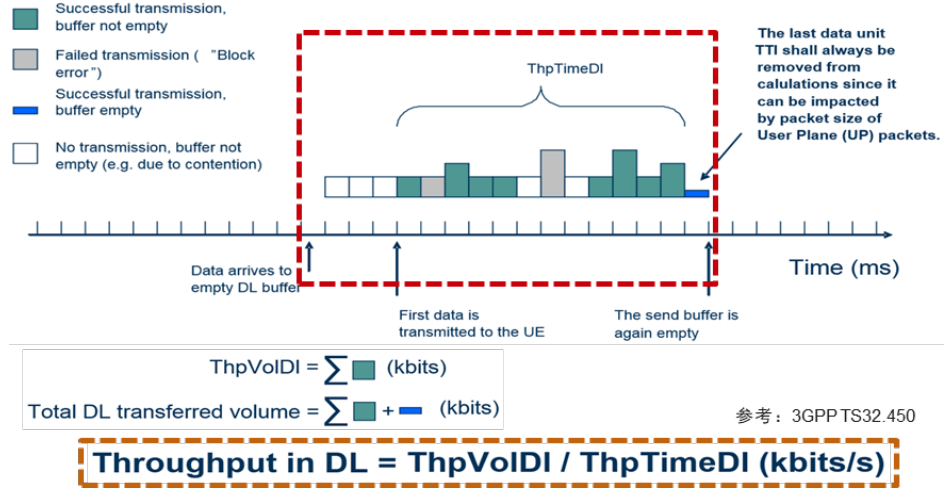 Successful transmission,
buffer not empty
Failed transmission ( "Block
error")
Successful transmission,
buffer empty
No transmission, buffer not
empty (e.g. due to contention)
ThpTimeDl
The last data unit
TTI shall always be
removed from
calulations since it
can be impacted
by packet size of
User Plane (UP) packets.
Data arrives to
empty DL buffer
Time (ms)
First data is
transmitted to the UE
The send buffer is
again empty
ThpVolDl = ∑ (kbits)
Total DL transferred volume = ∑ + (kbits)
参考：3GPP TS32.450
Throughput in DL = ThpVolDl / ThpTimeDl (kbits/s)